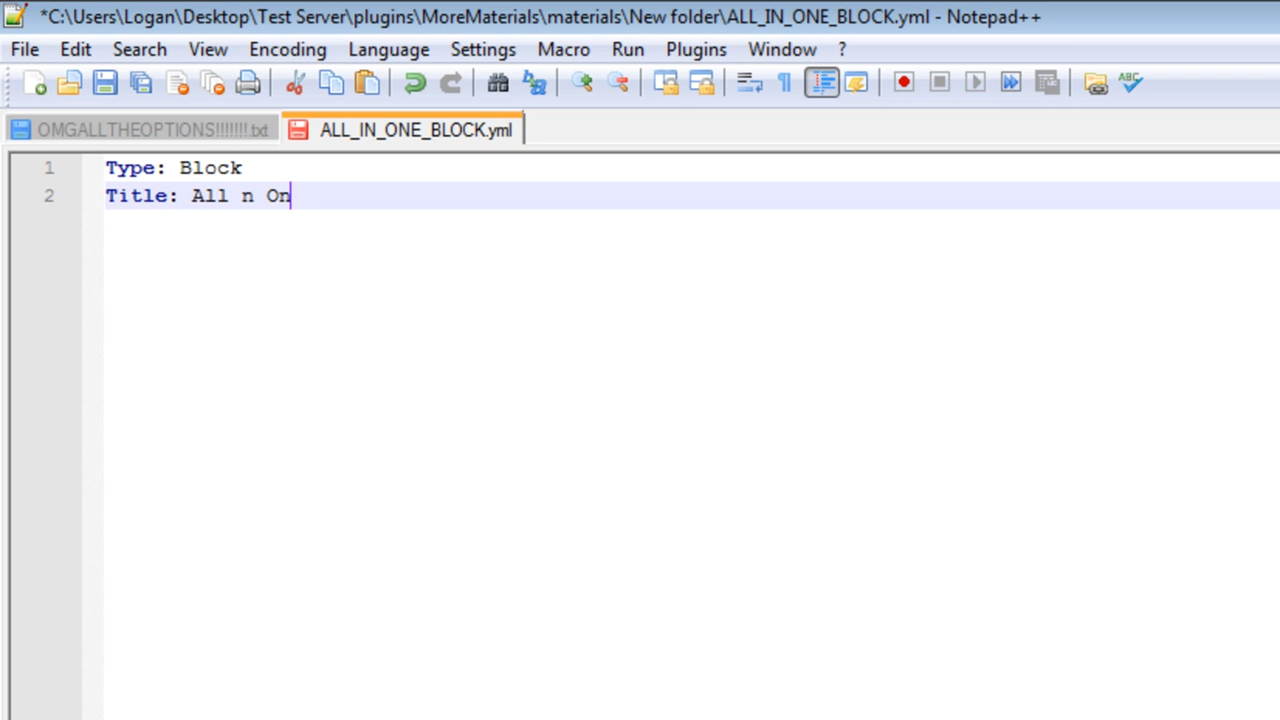 *C:\Users\Logan\Desktop\Test Server\plugins\MoreMaterials\materials\New folder\ALL_IN_ONE_BLOCK.yml - Notepad++
File Edit Search View Encoding Language Settings Macro Run Plugins Window ?
OMGALLTHEOPTIONS!!!!!!!.txt ALL_IN_ONE_BLOCK.yml
1 Type: Block
2 Title: All n On